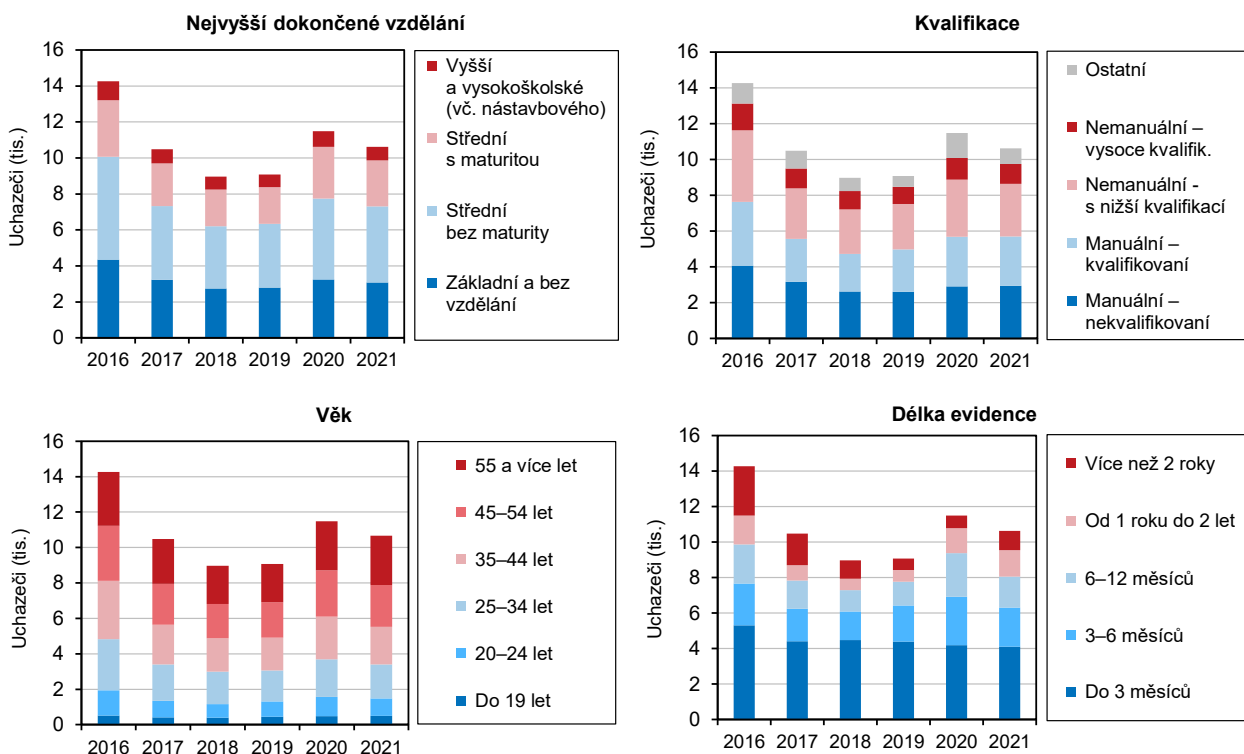 Nejvyšší dokončené vzdělání
16
14
12
10
8
6
4
2
0
Uchazeči (tis.)
2016 2017 2018 2019 2020 2021
Vyšší
a vysokoškolské
(vč. nástavbového)
Střední
s maturitou
Střední
bez maturity
Základní a bez
vzdělání
Kvalifikace
16
14
12
10
8
6
4
2
0
Uchazeči (tis.)
2016 2017 2018 2019 2020 2021
Ostatní
Nemanuální –
vysoce kvalifik.
Nemanuální -
s nižší kvalifikací
Manuální –
kvalifikovaní
Manuální –
nekvalifikovaní
Věk
16
14
12
10
8
6
4
2
0
Uchazeči (tis.)
2016 2017 2018 2019 2020 2021
55 a více let
45–54 let
35–44 let
25–34 let
20–24 let
Do 19 let
Délka evidence
16
14
12
10
8
6
4
2
0
Uchazeči (tis.)
2016 2017 2018 2019 2020 2021
Více než 2 roky
Od 1 roku do 2 let
6–12 měsíců
3–6 měsíců
Do 3 měsíců